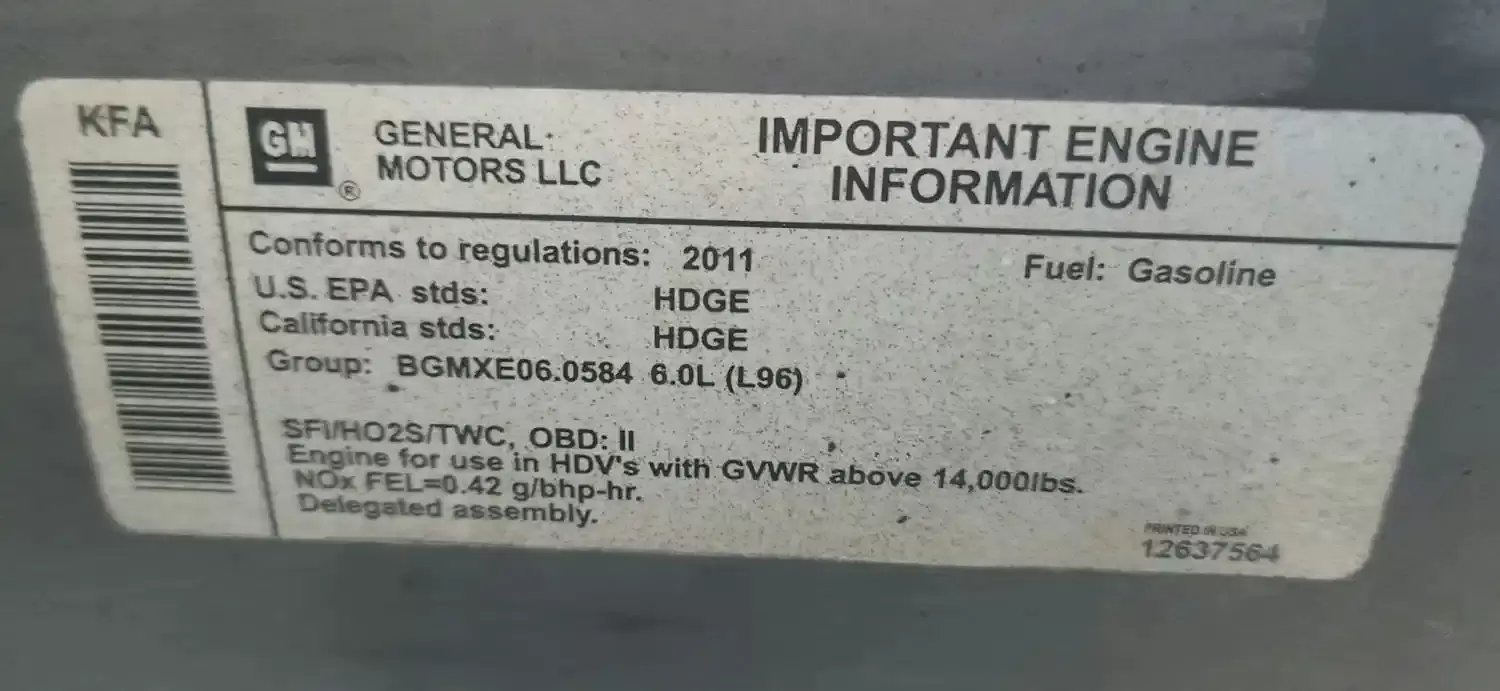 KFA
GM
®
GENERAL
MOTORS LLC
IMPORTANT ENGINE
INFORMATION
Conforms to regulations: 2011
Fuel: Gasoline
U.S. EPA stds: HDGE
California stds: HDGE
Group: BGMXE06.0584 6.0L (L96)
SFI/HO2S/TWC, OBD: II
Engine for use in HDV's with GVWR above 14,000lbs.
NOx FEL=0.42 g/bhp-hr.
Delegated assembly.
PRINTED IN USA
12637564